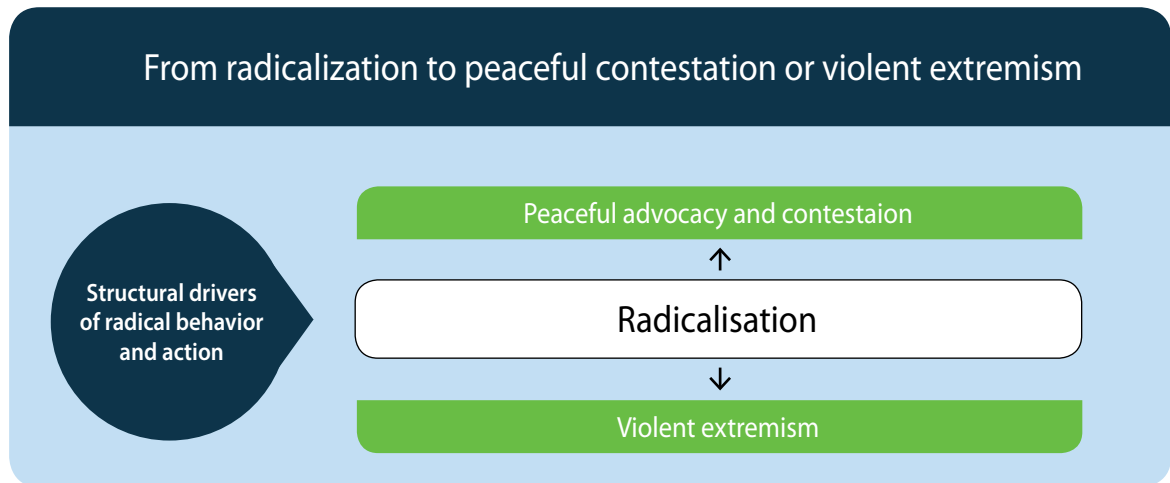 From radicalization to peaceful contestation or violent extremism
Structural drivers
of radical behavior
and action
Peaceful advocacy and contestaion
Radicalisation
Violent extremism